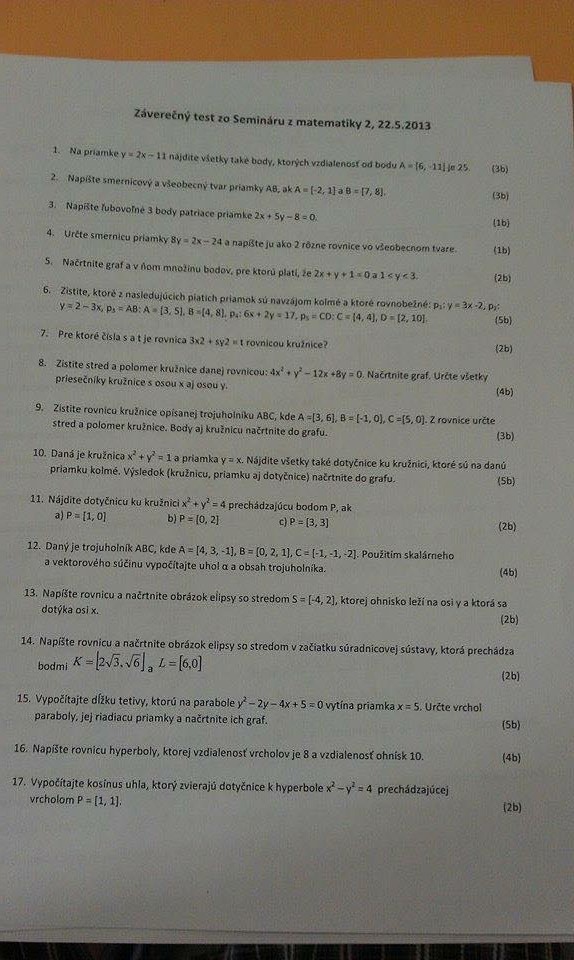 Záverečný test zo Semináru z matematiky 2, 22.5.2013
1. Na priamke y = 2x – 11 nájdite všetky také body, ktorých vzdialenosť od bodu A = [6, -11] je 25. (3b)
2. Napíšte smernicový a všeobecný tvar priamky AB, ak A = [-2, 1] a B = [7, 8]. (3b)
3. Napíšte ľubovoľné 3 body patriace priamke 2x + 5y – 8 = 0. (1b)
4. Určte smernicu priamky 8y = 2x – 24 a napíšte ju ako 2 rôzne rovnice vo všeobecnom tvare. (1b)
5. Načrtnite graf a v ňom množinu bodov, pre ktorú platí, že 2x + y + 1 = 0 a 1 < y < 3. (2b)
6. Zistite, ktoré z nasledujúcich piatich priamok sú navzájom kolmé a ktoré rovnobežné: p₁: y = 3x -2, p₂:
y = 2 – 3x, p₃ = AB: A = [3, 5], B =[4, 8], p₄: 6x + 2y = 17, p₅ = CD: C = [4, 4], D = [2, 10]. (5b)
7. Pre ktoré čísla s a t je rovnica 3x2 + sy2 = t rovnicou kružnice? (2b)
8. Zistite stred a polomer kružnice danej rovnicou: 4x² + y² – 12x +8y = 0. Načrtnite graf. Určte všetky
priesečníky kružnice s osou x aj osou y. (4b)
9. Zistite rovnicu kružnice opísanej trojuholníku ABC, kde A =[3, 6], B = [-1, 0], C =[5, 0]. Z rovnice určte
stred a polomer kružnice. Body aj kružnicu načrtnite do grafu. (3b)
10. Daná je kružnica x² + y² = 1 a priamka y = x. Nájdite všetky také dotyčnice ku kružnici, ktoré sú na danú
priamku kolmé. Výsledok (kružnicu, priamku aj dotyčnice) načrtnite do grafu. (5b)
11. Nájdite dotyčnicu ku kružnici x² + y² = 4 prechádzajúcu bodom P, ak
a) P = [1, 0] b) P = [0, 2] c) P = [3, 3] (2b)
12. Daný je trojuholník ABC, kde A = [4, 3, -1], B = [0, 2, 1], C = [-1, -1, -2]. Použitím skalárneho
a vektorového súčinu vypočítajte uhol α a obsah trojuholníka. (4b)
13. Napíšte rovnicu a načrtnite obrázok elipsy so stredom S = [-4, 2], ktorej ohnisko leží na osi y a ktorá sa
dotýka osi x. (2b)
14. Napíšte rovnicu a načrtnite obrázok elipsy so stredom v začiatku súradnicovej sústavy, ktorá prechádza
bodmi K = [2√3, √6] a L = [6,0] (2b)
15. Vypočítajte dĺžku tetivy, ktorú na parabole y² – 2y – 4x + 5 = 0 vytína priamka x = 5. Určte vrchol
paraboly, jej riadiacu priamky a načrtnite ich graf. (5b)
16. Napíšte rovnicu hyperboly, ktorej vzdialenosť vrcholov je 8 a vzdialenosť ohnísk 10. (4b)
17. Vypočítajte kosínus uhla, ktorý zvierajú dotyčnice k hyperbole x² – y² = 4 prechádzajúcej
vrcholom P = [1, 1]. (2b)